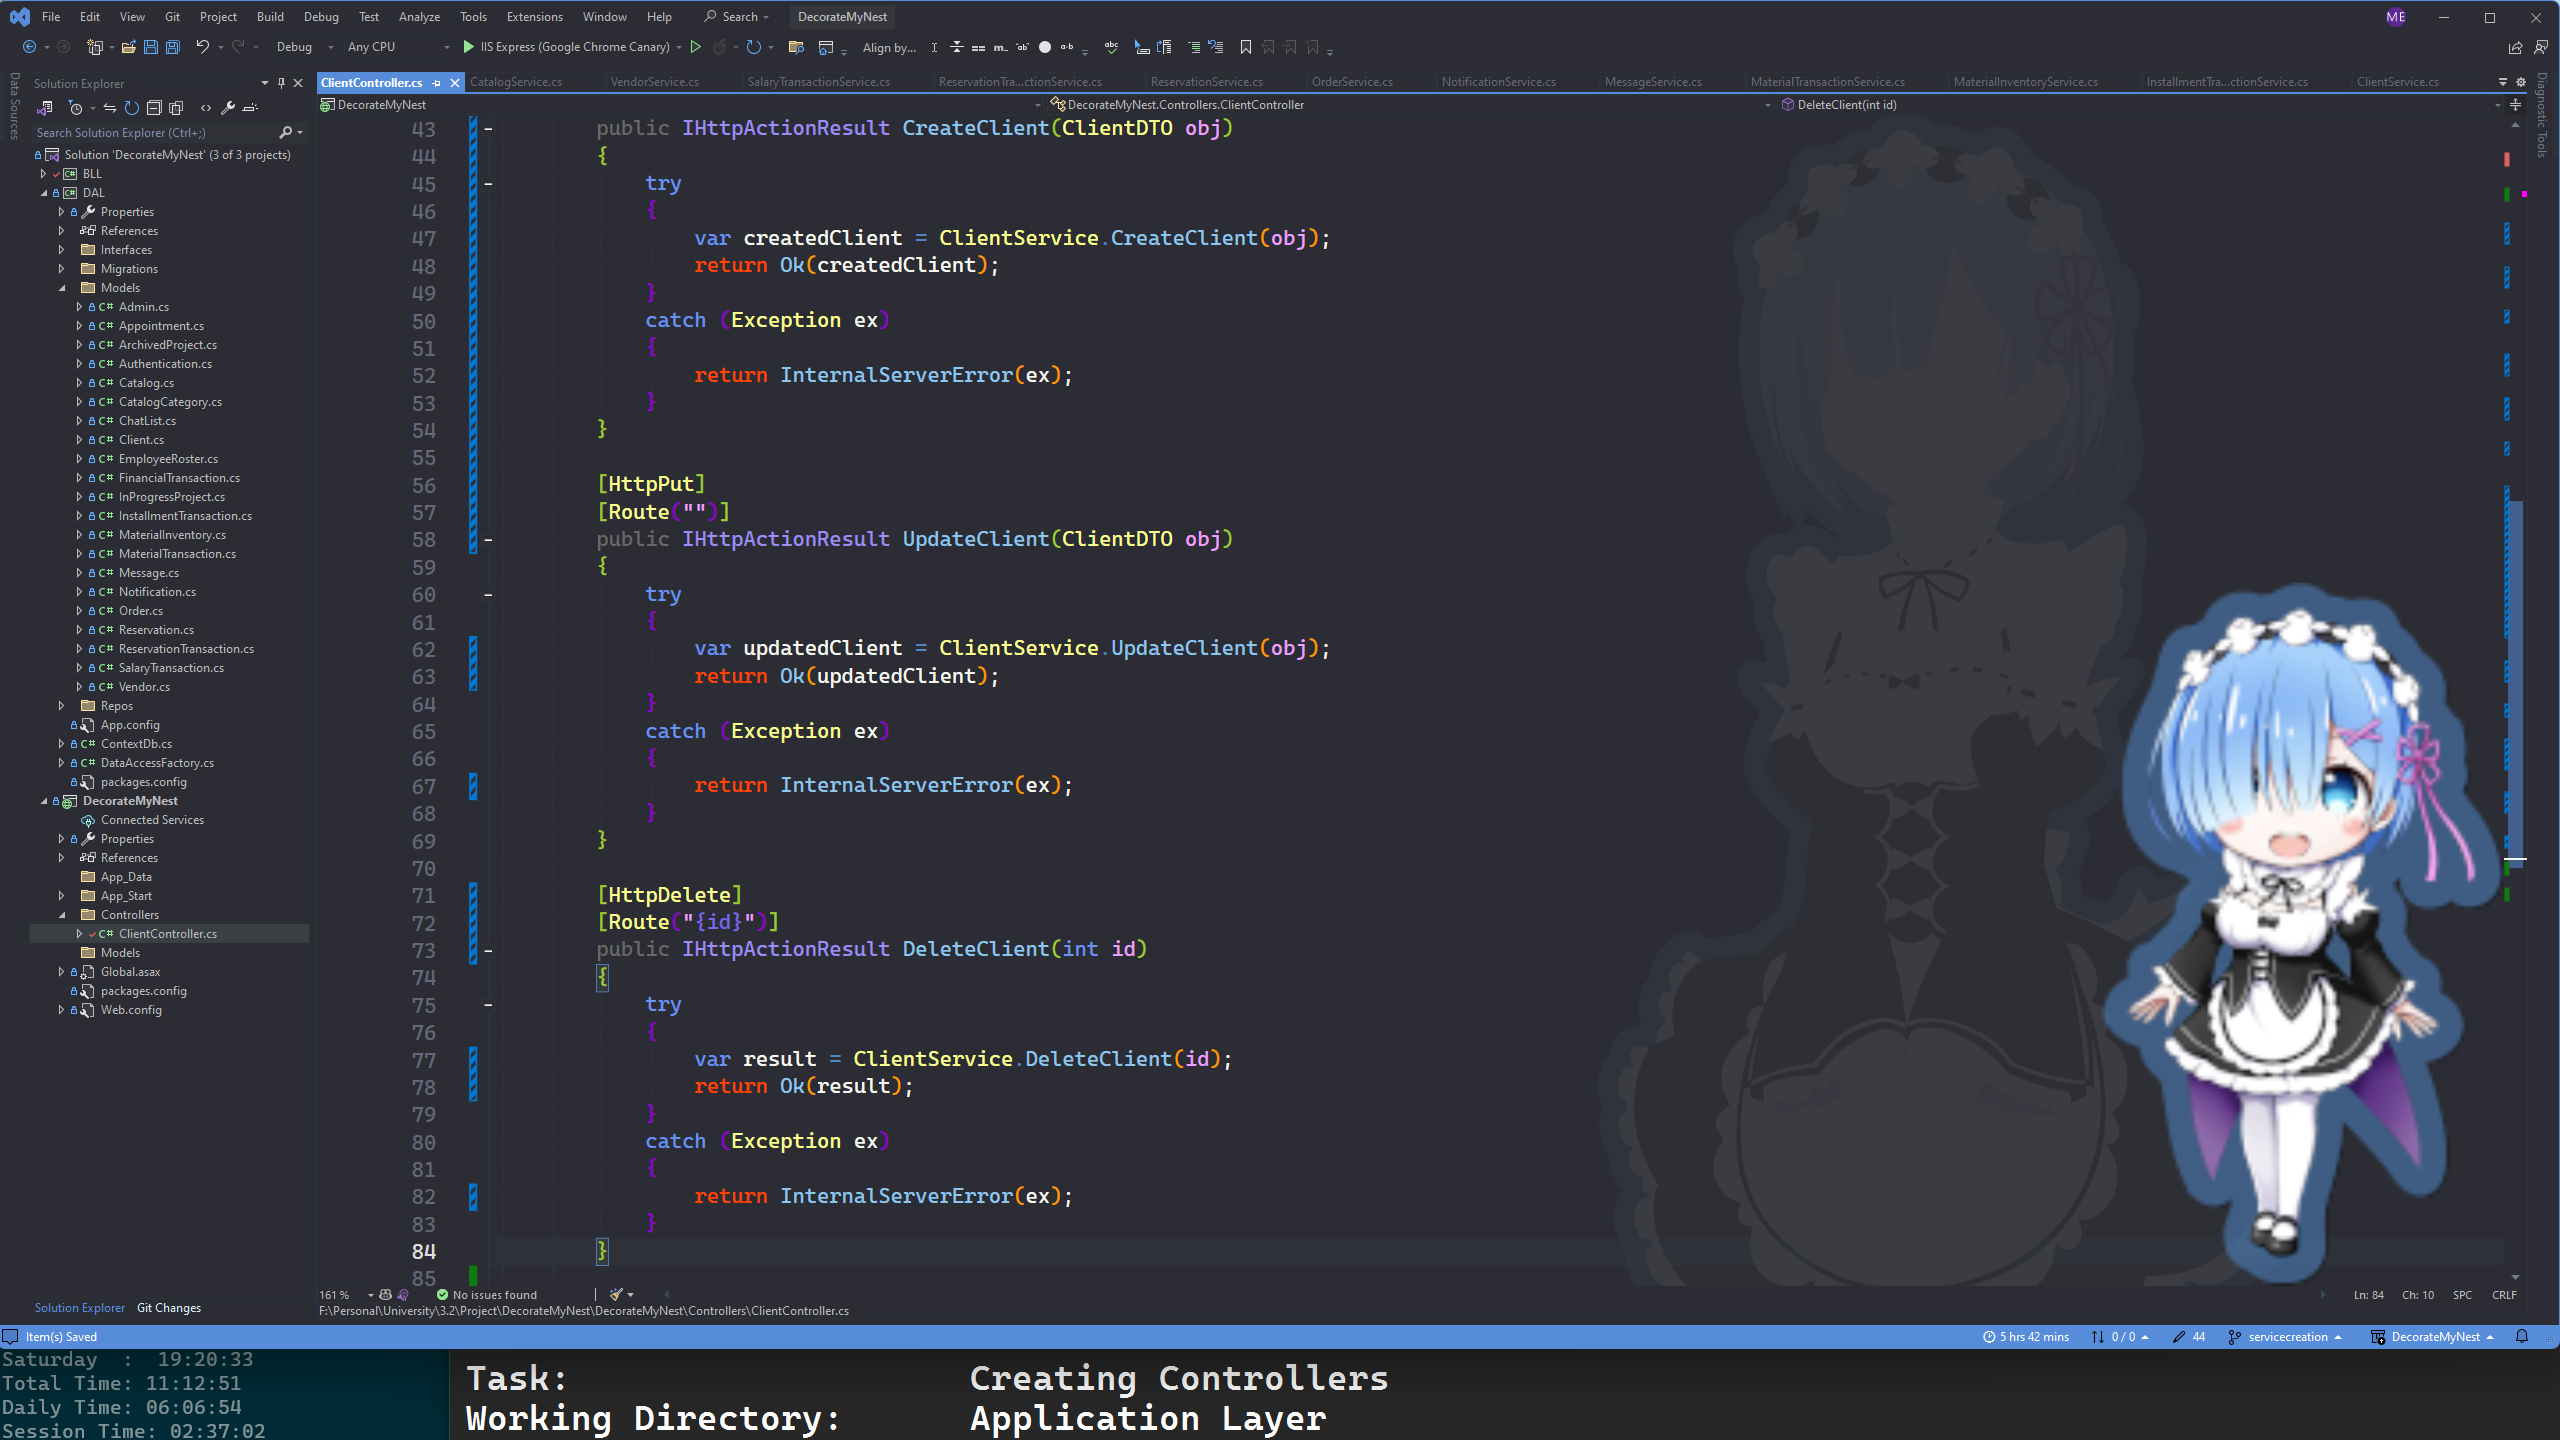 File Edit View Git Project Build Debug Test Analyze Tools Extensions Window Help Search DecorateMyNest ME
Debug Any CPU IIS Express (Google Chrome Canary) Align by...
Data Sources
Solution Explorer
Search Solution Explorer (Ctrl+;)
Solution 'DecorateMyNest' (3 of 3 projects)
BLL
DAL
Properties
References
Interfaces
Migrations
Models
C# Admin.cs
C# Appointment.cs
C# ArchivedProject.cs
C# Authentication.cs
C# Catalog.cs
C# CatalogCategory.cs
C# ChatList.cs
C# Client.cs
C# EmployeeRoster.cs
C# FinancialTransaction.cs
C# InProgressProject.cs
C# InstallmentTransaction.cs
C# MaterialInventory.cs
C# MaterialTransaction.cs
C# Message.cs
C# Notification.cs
C# Order.cs
C# Reservation.cs
C# ReservationTransaction.cs
C# SalaryTransaction.cs
C# Vendor.cs
Repos
App.config
C# ContextDb.cs
C# DataAccessFactory.cs
packages.config
DecorateMyNest
Connected Services
Properties
References
App_Data
App_Start
Controllers
C# ClientController.cs
Models
Global.asax
packages.config
Web.config
Solution Explorer Git Changes
ClientController.cs CatalogService.cs VendorService.cs SalaryTransactionService.cs ReservationTra...ctionService.cs ReservationService.cs OrderService.cs NotificationService.cs MessageService.cs MaterialTransactionService.cs MaterialInventoryService.cs InstallmentTra...ctionService.cs ClientService.cs
DecorateMyNest DecorateMyNest.Controllers.ClientController DeleteClient(int id)
43 public IHttpActionResult CreateClient(ClientDTO obj)
44 {
45 try
46 {
47 var createdClient = ClientService.CreateClient(obj);
48 return Ok(createdClient);
49 }
50 catch (Exception ex)
51 {
52 return InternalServerError(ex);
53 }
54 }
55
56 [HttpPut]
57 [Route("")]
58 public IHttpActionResult UpdateClient(ClientDTO obj)
59 {
60 try
61 {
62 var updatedClient = ClientService.UpdateClient(obj);
63 return Ok(updatedClient);
64 }
65 catch (Exception ex)
66 {
67 return InternalServerError(ex);
68 }
69 }
70
71 [HttpDelete]
72 [Route("{id}")]
73 public IHttpActionResult DeleteClient(int id)
74 {
75 try
76 {
77 var result = ClientService.DeleteClient(id);
78 return Ok(result);
79 }
80 catch (Exception ex)
81 {
82 return InternalServerError(ex);
83 }
84 }
85
Diagnostic Tools
161 % No issues found Ln: 84 Ch: 10 SPC CRLF
F:\Personal\University\3.2\Project\DecorateMyNest\DecorateMyNest\Controllers\ClientController.cs
Item(s) Saved 5 hrs 42 mins 0 / 0 44 servicecreation DecorateMyNest
Saturday : 19:20:33
Total Time: 11:12:51
Daily Time: 06:06:54
Session Time: 02:37:02
Task: Creating Controllers
Working Directory: Application Layer